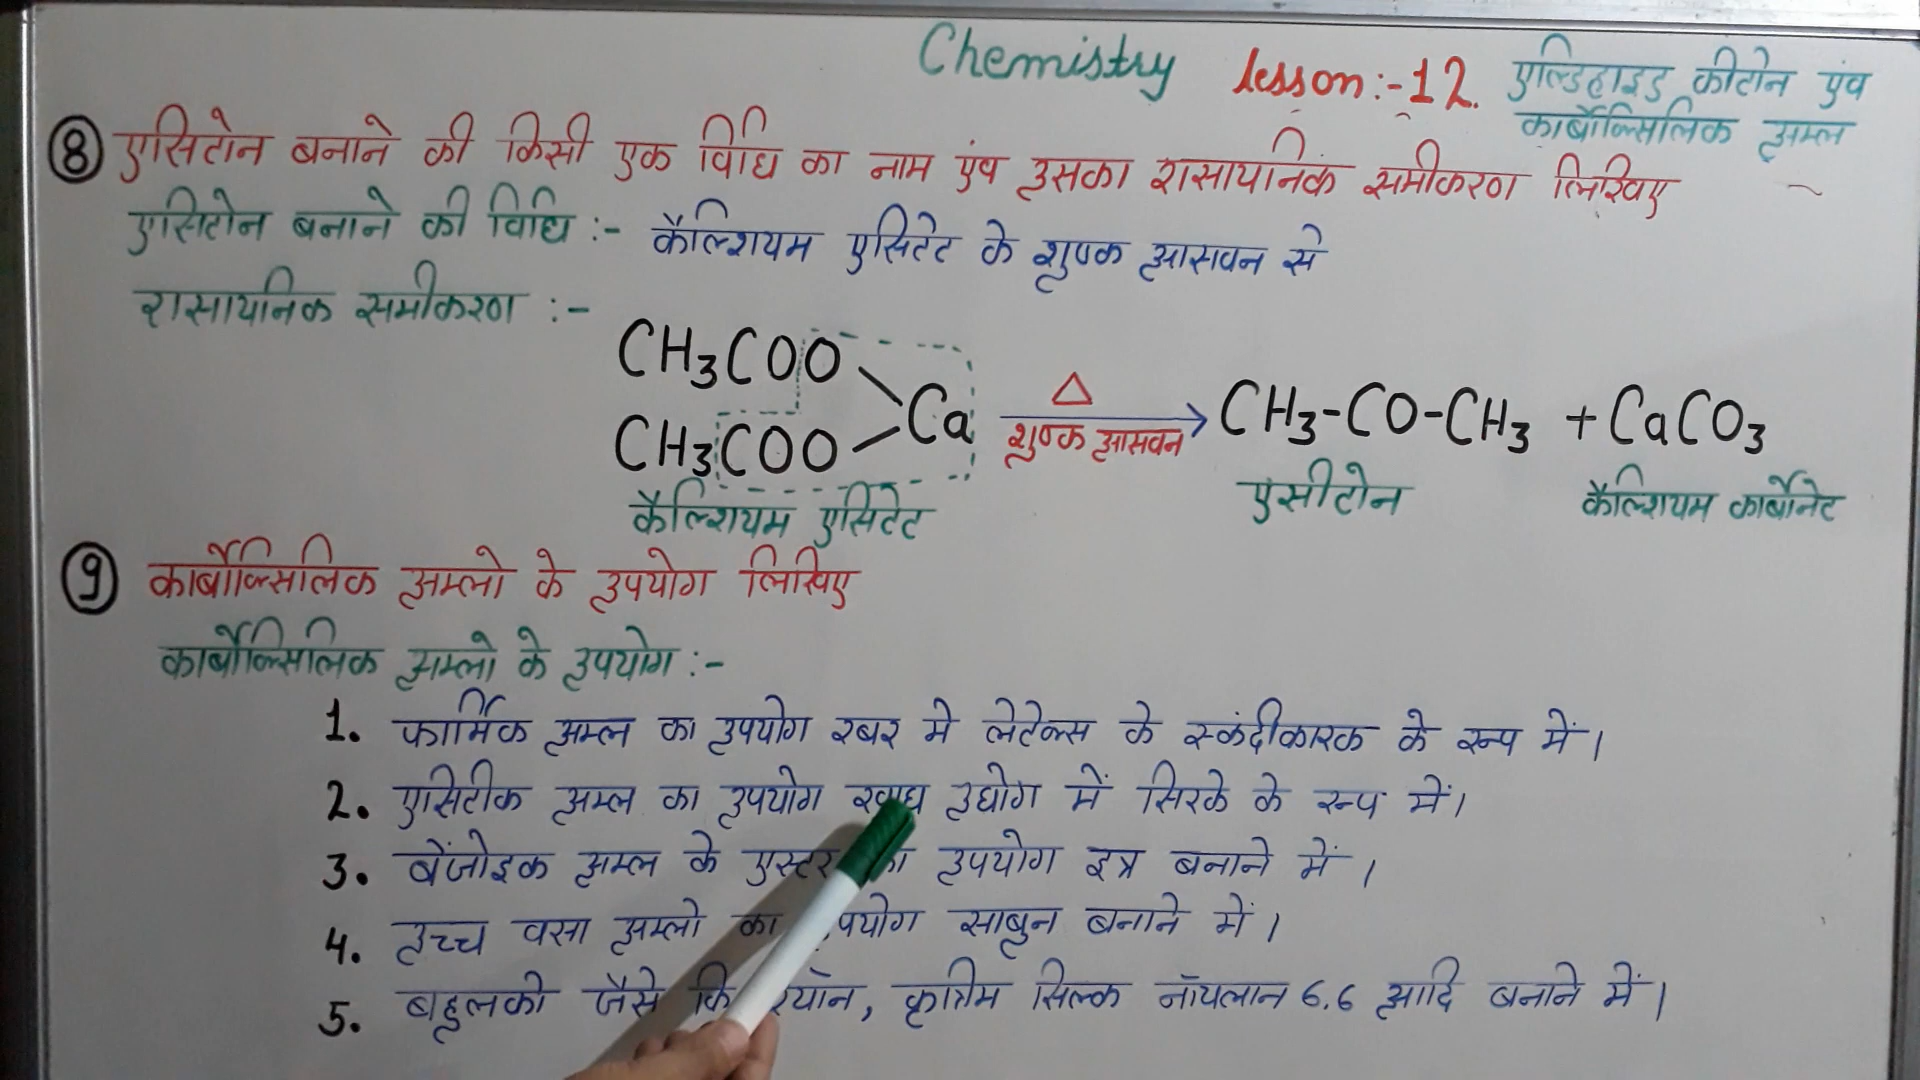 Chemistry lesson:-12. एल्डिहाइड कीटोन एंव
कार्बोक्सिलिक अम्ल
8 एसिटोन बनाने की किसी एक विधि का नाम एंव उसका रासायनिक समीकरण लिखिए
एसिटोन बनाने की विधि :- कैल्शियम एसिटेट के शुष्क आसवन से
रासायनिक समीकरण :-
CH3COO
CH3COO Ca △ शुष्क आसवन → CH3-CO-CH3 + CaCO3
कैल्शियम एसिटेट एसीटोन कैल्शियम कार्बोनेट
9 कार्बोक्सिलिक अम्लो के उपयोग लिखिए
कार्बोक्सिलिक अम्लो के उपयोग :-
1. फार्मिक अम्ल का उपयोग रबर मे लेटेक्स के स्कंदीकारक के रूप में।
2. एसिटीक अम्ल का उपयोग उद्योग में सिरके के रूप में।
3. बेंजोइक अम्ल के एस्टर का उपयोग इत्र बनाने में।
4. उच्च वसा अम्लो का उपयोग साबुन बनाने में।
5. बहुलको जैसे कि कृत्रिम सिल्क नॉयलान 6,6 आदि बनाने में।